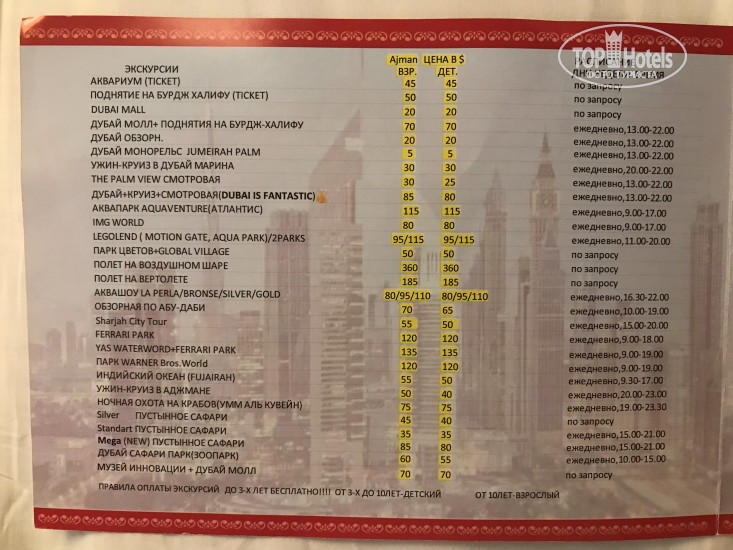 TOP Hotels
ФОТО ТУРИСТА
ЭКСКУРСИИ Ajman ВЗР. ЦЕНА В $ ДЕТ. РАСПИСАНИЕ
АКВАРИУМ (TICKET) 45 45 по запросу
ПОДНЯТИЕ НА БУРДЖ ХАЛИФУ (TICKET) 50 50 по запросу
DUBAI MALL 20 20 по запросу
ДУБАЙ МОЛЛ+ ПОДНЯТИЯ НА БУРДЖ-ХАЛИФУ 70 70 ежедневно,13.00-22.00
ДУБАЙ ОБЗОРН. 20 20 ежедневно,13.00-22.00
ДУБАЙ МОНОРЕЛЬС JUMEIRAH PALM 5 5 ежедневно,13.00-22.00
УЖИН-КРУИЗ В ДУБАЙ МАРИНА 30 30 ежедневно,20.00-22.00
THE PALM VIEW СМОТРОВАЯ 30 25 ежедневно,13.00-22.00
ДУБАЙ+КРУИЗ+СМОТРОВАЯ(DUBAI IS FANTASTIC) 85 80 ежедневно,13.00-22.00
АКВАПАРК AQUAVENTURE(АТЛАНТИС) 115 115 ежедневно,9.00-17.00
IMG WORLD 80 80 ежедневно,11.00-20.00
LEGOLEND ( MOTION GATE, AQUA PARK)/2PARKS 95/115 95/115 ежедневно,11.00-20.00
ПАРК ЦВЕТОВ+GLOBAL VILLAGE 50 50 по запросу
ПОЛЕТ НА ВОЗДУШНОМ ШАРЕ 360 360 по запросу
ПОЛЕТ НА ВЕРТОЛЕТЕ 185 185 по запросу
АКВАШОУ LA PERLA/BRONSE/SILVER/GOLD 80/95/110 80/95/110 ежедневно,16.30-22.00
ОБЗОРНАЯ ПО АБУ-ДАБИ 70 65 ежедневно,10.00-19.00
Sharjah City Tour 55 50 ежедневно,15.00-20.00
FERRARI PARK 120 120 ежедневно,9.00-18.00
YAS WATERWORD+FERRARI PARK 135 135 ежедневно,9.00-19.00
ПАРК WARNER Bros.World 120 120 ежедневно,9.00-19.00
ИНДИЙСКИЙ ОКЕАН (FUJAIRAH) 55 50 ежедневно,9.30-17.00
УЖИН-КРУИЗ В АДЖМАНЕ 50 40 ежедневно,20.00-23.00
НОЧНАЯ ОХОТА НА КРАБОВ(УММ АЛЬ КУВЕЙН) 75 75 ежедневно,19.00-23.30
Silver ПУСТЫННОЕ САФАРИ 45 40 по запросу
Standart ПУСТЫННОЕ САФАРИ 35 35 ежедневно,15.00-21.00
Mega (NEW) ПУСТЫННОЕ САФАРИ 85 80 ежедневно,15.00-21.00
ДУБАЙ САФАРИ ПАРК(ЗООПАРК) 60 55 ежедневно,10.00-15.00
МУЗЕЙ ИННОВАЦИИ + ДУБАЙ МОЛЛ 70 70 по запросу
ПРАВИЛА ОПЛАТЫ ЭКСКУРСИЙ ДО 3-Х ЛЕТ БЕСПЛАТНО!!!! ОТ 3-Х ДО 10ЛЕТ-ДЕТСКИЙ ОТ 10ЛЕТ-ВЗРОСЛЫЙ